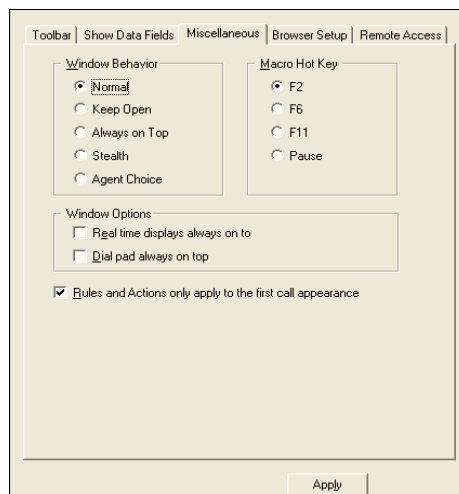 Toolbar Show Data Fields Miscellaneous Browser Setup Remote Access
Window Behavior
Normal
Keep Open
Always on Top
Stealth
Agent Choice
Macro Hot Key
F2
F6
F11
Pause
Window Options
Real time displays always on to
Dial pad always on top
Rules and Actions only apply to the first call appearance
Apply